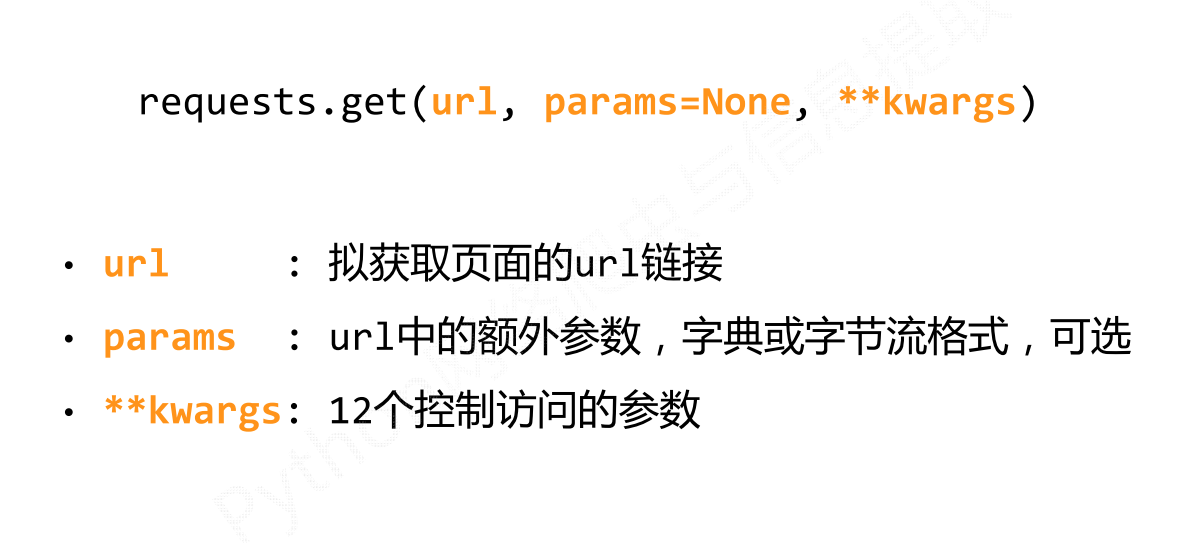 requests.get(url, params=None, **kwargs)
• url : 拟获取页面的url链接
• params : url中的额外参数，字典或字节流格式，可选
• **kwargs: 12个控制访问的参数
Python网络爬虫与信息提取